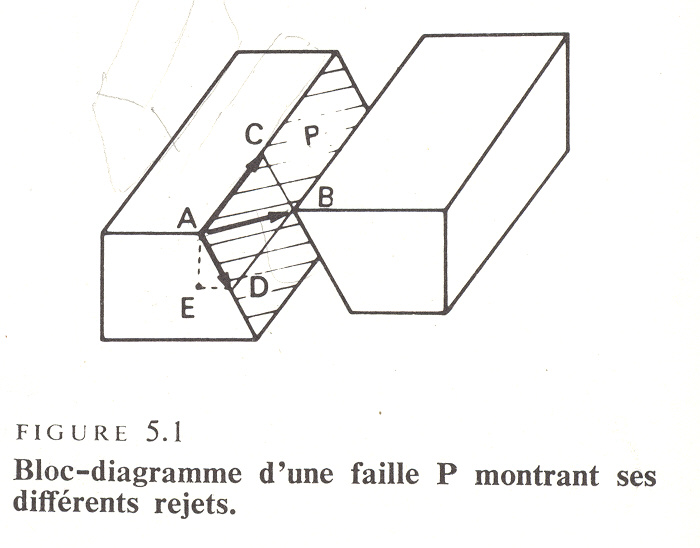 C
P
A
B
E
D
FIGURE 5.1
Bloc-diagramme d'une faille P montrant ses
différents rejets.